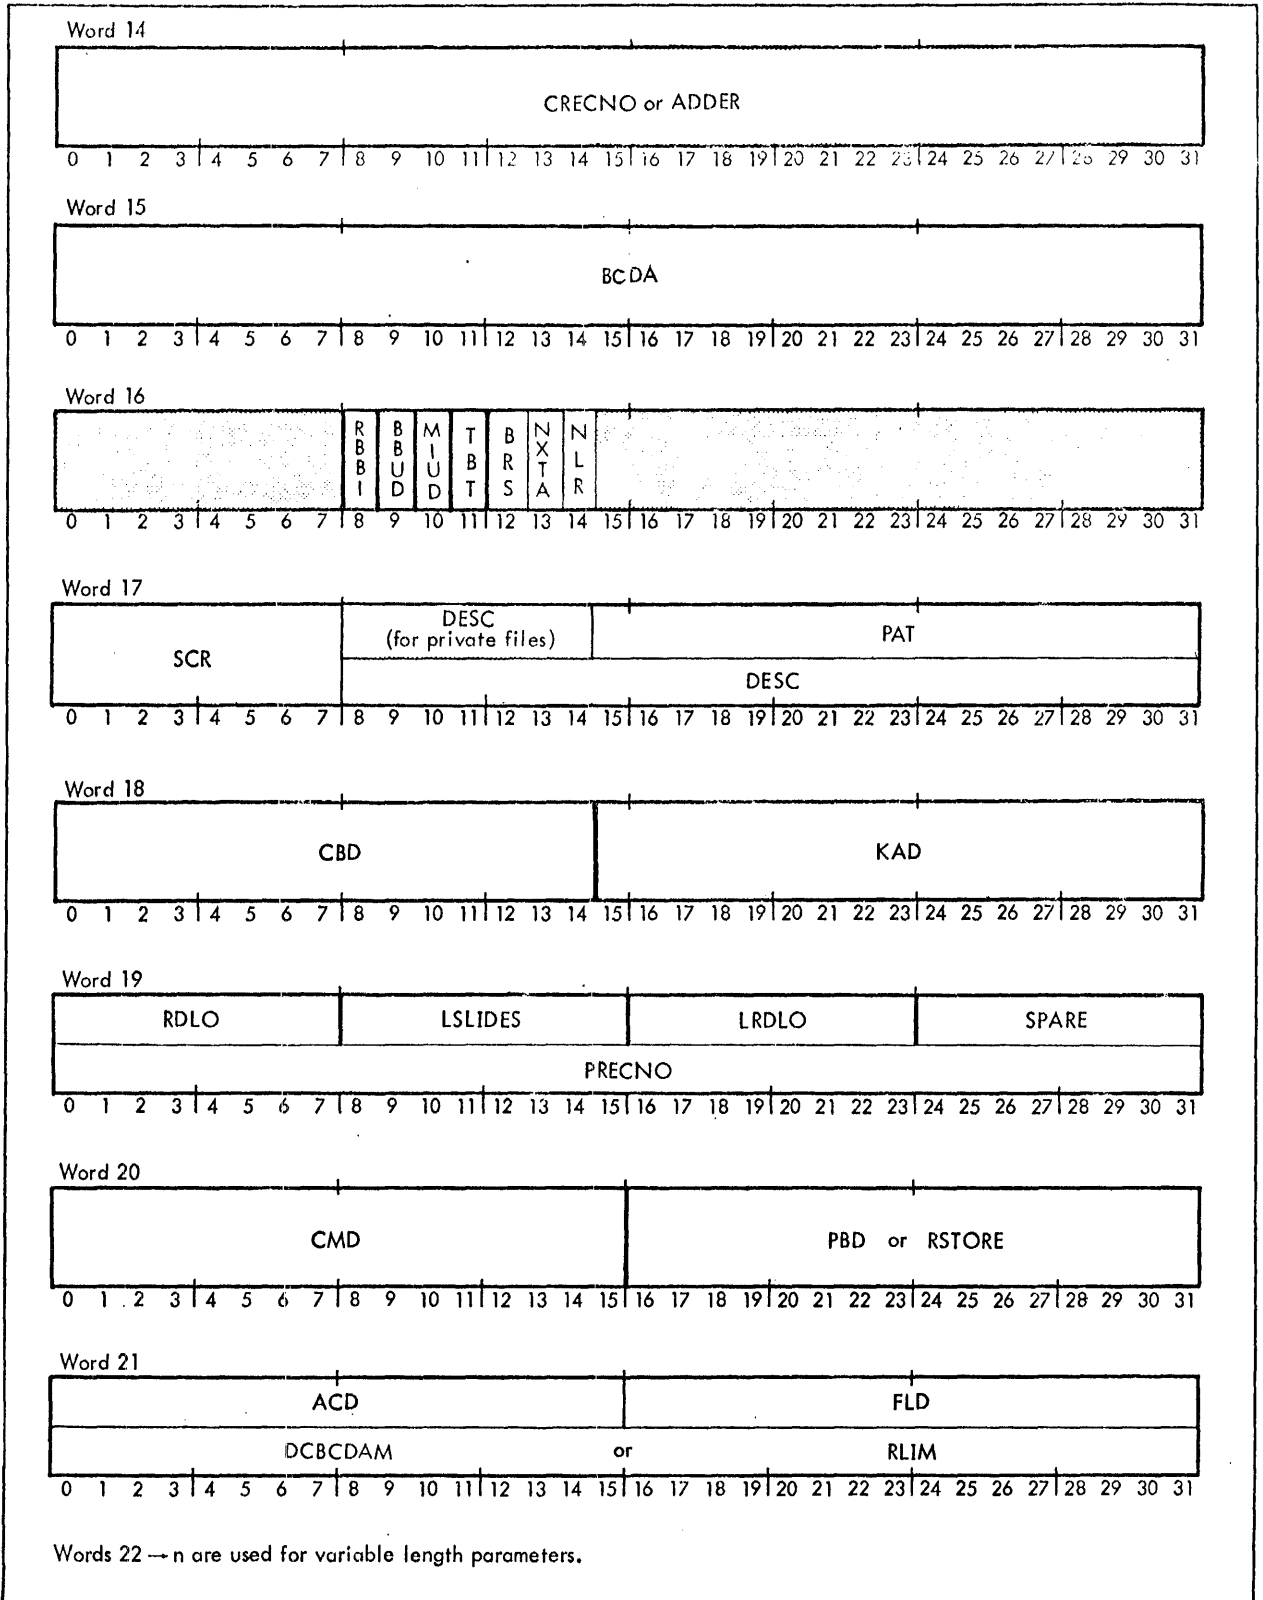 Word 14
CRECNO or ADDER
0 1 2 3 4 5 6 7 8 9 10 11 12 13 14 15 16 17 18 19 20 21 22 23 24 25 26 27 28 29 30 31
Word 15
BCDA
0 1 2 3 4 5 6 7 8 9 10 11 12 13 14 15 16 17 18 19 20 21 22 23 24 25 26 27 28 29 30 31
Word 16
RBBI BBUD MIUD TBT BRS NXTA NLR
0 1 2 3 4 5 6 7 8 9 10 11 12 13 14 15 16 17 18 19 20 21 22 23 24 25 26 27 28 29 30 31
Word 17
SCR
DESC
(for private files)
PAT
DESC
0 1 2 3 4 5 6 7 8 9 10 11 12 13 14 15 16 17 18 19 20 21 22 23 24 25 26 27 28 29 30 31
Word 18
CBD KAD
0 1 2 3 4 5 6 7 8 9 10 11 12 13 14 15 16 17 18 19 20 21 22 23 24 25 26 27 28 29 30 31
Word 19
RDLO LSLIDES LRDLO SPARE
PRECNO
0 1 2 3 4 5 6 7 8 9 10 11 12 13 14 15 16 17 18 19 20 21 22 23 24 25 26 27 28 29 30 31
Word 20
CMD PBD or RSTORE
0 1 2 3 4 5 6 7 8 9 10 11 12 13 14 15 16 17 18 19 20 21 22 23 24 25 26 27 28 29 30 31
Word 21
ACD FLD
DCBCDAM or RLIM
0 1 2 3 4 5 6 7 8 9 10 11 12 13 14 15 16 17 18 19 20 21 22 23 24 25 26 27 28 29 30 31
Words 22 → n are used for variable length parameters.